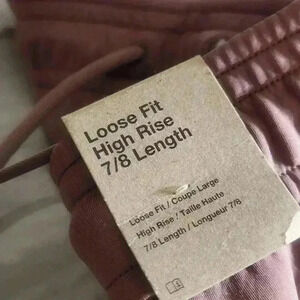 Loose Fit
High Rise
7/8 Length
Loose Fit / Coupe Large
High Rise / Taille Haute
7/8 Length / Longueur 7/8